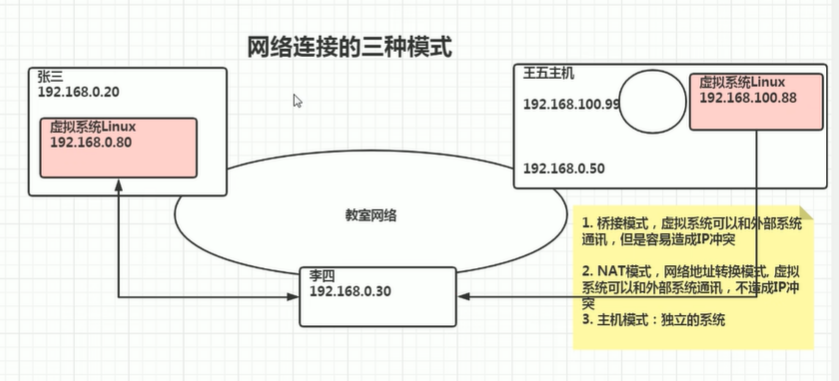 网络连接的三种模式
张三
192.168.0.20
虚拟系统Linux
192.168.0.80
王五主机
192.168.100.99
虚拟系统Linux
192.168.100.88
192.168.0.50
教室网络
李四
192.168.0.30
1. 桥接模式，虚拟系统可以和外部系统
通讯，但是容易造成IP冲突
2. NAT模式，网络地址转换模式, 虚拟
系统可以和外部系统通讯，不造成IP冲
突
3. 主机模式：独立的系统